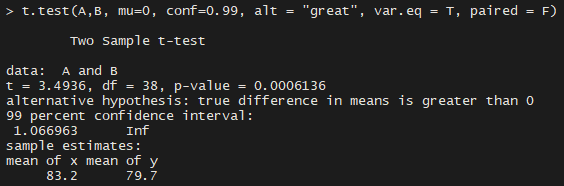 > t.test(A,B, mu=0, conf=0.99, alt = "great", var.eq = T, paired = F)
Two Sample t-test
data:  A and B
t = 3.4936, df = 38, p-value = 0.0006136
alternative hypothesis: true difference in means is greater than 0
99 percent confidence interval:
 1.066963      Inf
sample estimates:
mean of x mean of y
     83.2      79.7